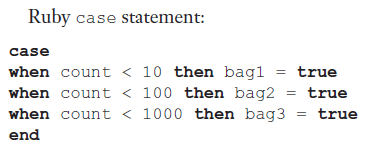 Ruby case statement:
case
when count < 10 then bag1 = true
when count < 100 then bag2 = true
when count < 1000 then bag3 = true
end